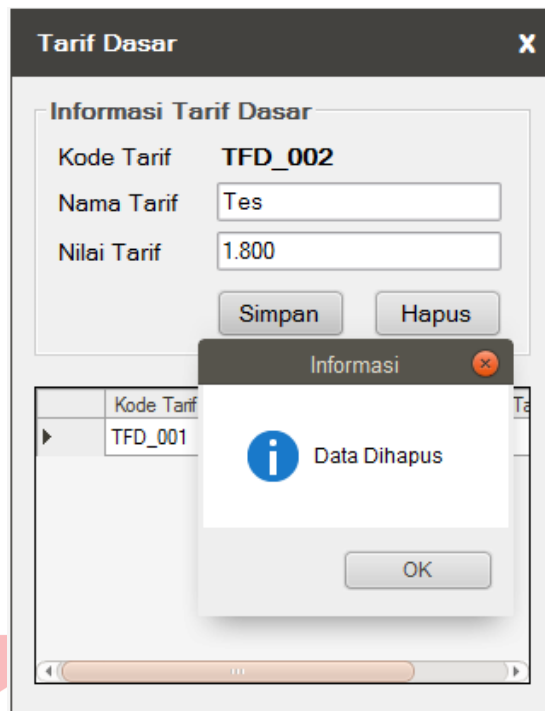 Tarif Dasar X
Informasi Tarif Dasar
Kode Tarif TFD_002
Nama Tarif Tes
Nilai Tarif 1.800
Simpan Hapus
Informasi
Kode Tarif Ta
TFD_001
Data Dihapus
OK